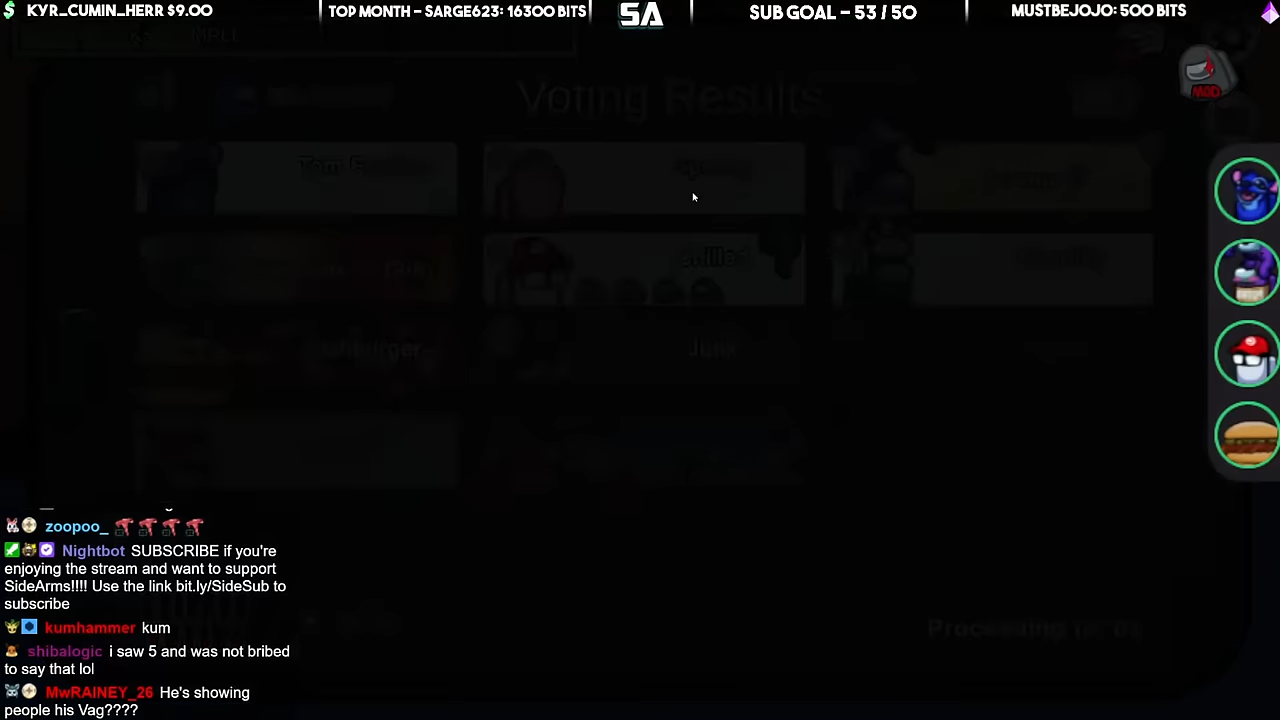 KYR_CUMIN_HERR $9.00
TOP MONTH - SARGE623: 16300 BITS
SA
SUB GOAL - 53 / 50
MUSTBEJOJO: 500 BITS
MOD
Voting Results
zoopoo_
Nightbot SUBSCRIBE if you're
enjoying the stream and want to support
SideArms!!!! Use the link bit.ly/SideSub to
subscribe
kumhammer kum
shibalogic i saw 5 and was not bribed
to say that lol
MwRAINEY_26 He's showing
people his Vag????